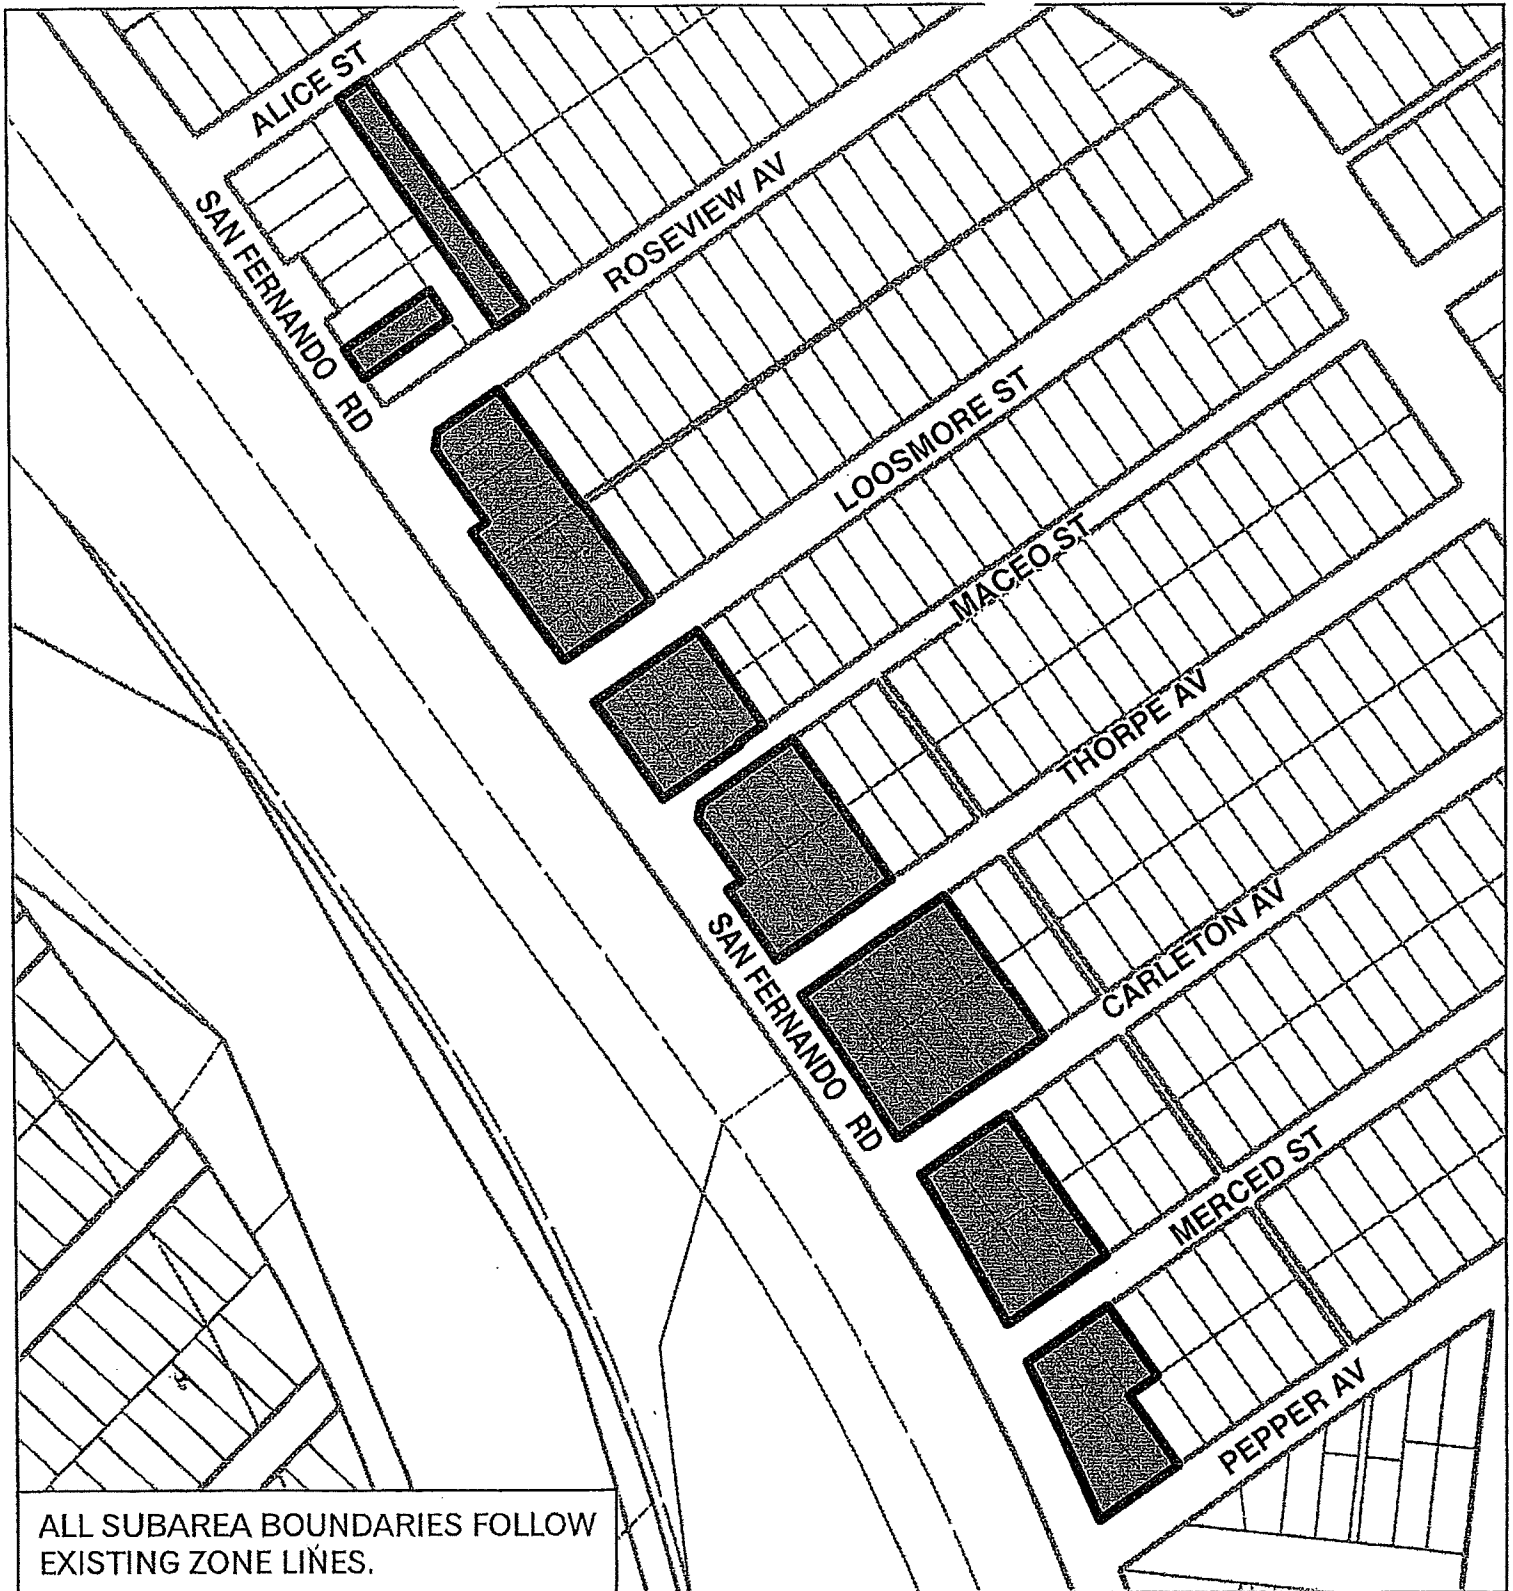 ALICE ST
SAN FERNANDO RD
ROSEVIEW AV
LOOSMORE ST
MACEO ST
THORPE AV
SAN FERNANDO RD
CARLETON AV
MERCED ST
PEPPER AV
ALL SUBAREA BOUNDARIES FOLLOW
EXISTING ZONE LINES.